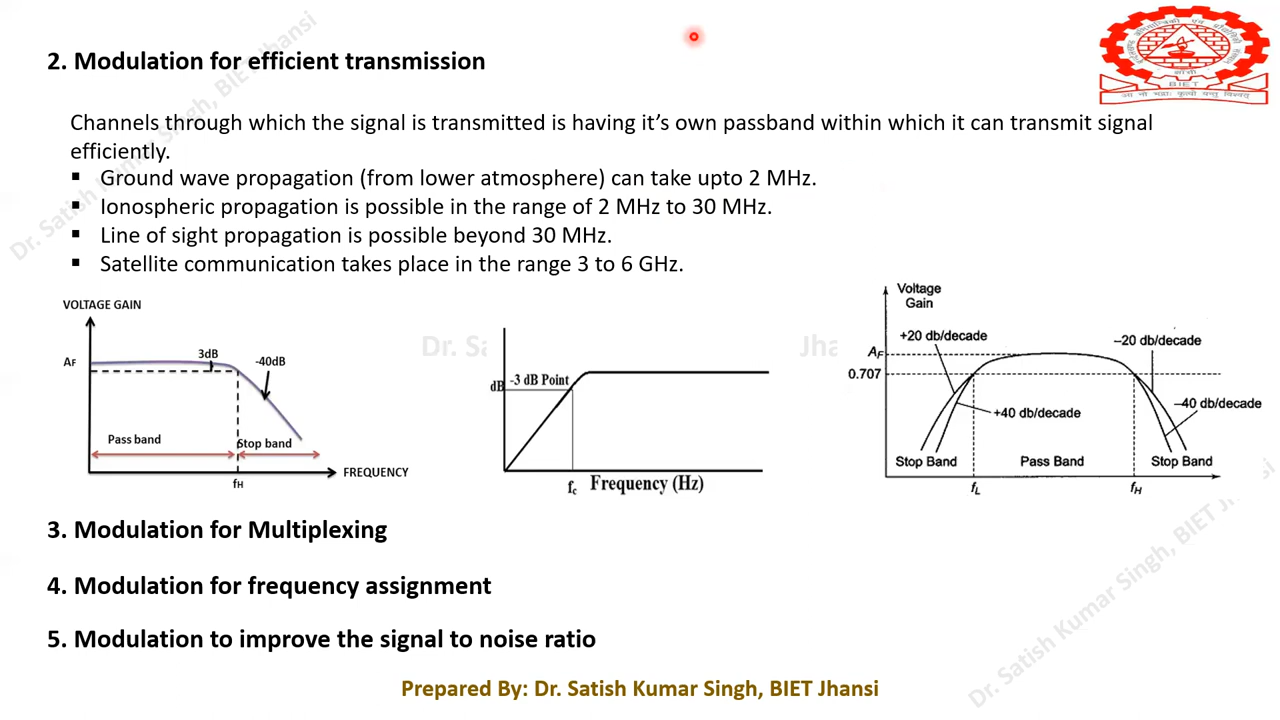 2. Modulation for efficient transmission
Channels through which the signal is transmitted is having it's own passband within which it can transmit signal
efficiently.
▪ Ground wave propagation (from lower atmosphere) can take upto 2 MHz.
▪ Ionospheric propagation is possible in the range of 2 MHz to 30 MHz.
▪ Line of sight propagation is possible beyond 30 MHz.
▪ Satellite communication takes place in the range 3 to 6 GHz.
VOLTAGE GAIN
AF
3dB
-40dB
Pass band
Stop band
fH
FREQUENCY
dB
-3 dB Point
fc
Frequency (Hz)
Voltage
Gain
+20 db/decade
-20 db/decade
AF
0.707
+40 db/decade
-40 db/decade
Stop Band
Pass Band
Stop Band
fL
fH
3. Modulation for Multiplexing
4. Modulation for frequency assignment
5. Modulation to improve the signal to noise ratio
Prepared By: Dr. Satish Kumar Singh, BIET Jhansi
BIET
Dr. Satish Kumar Singh, BIET